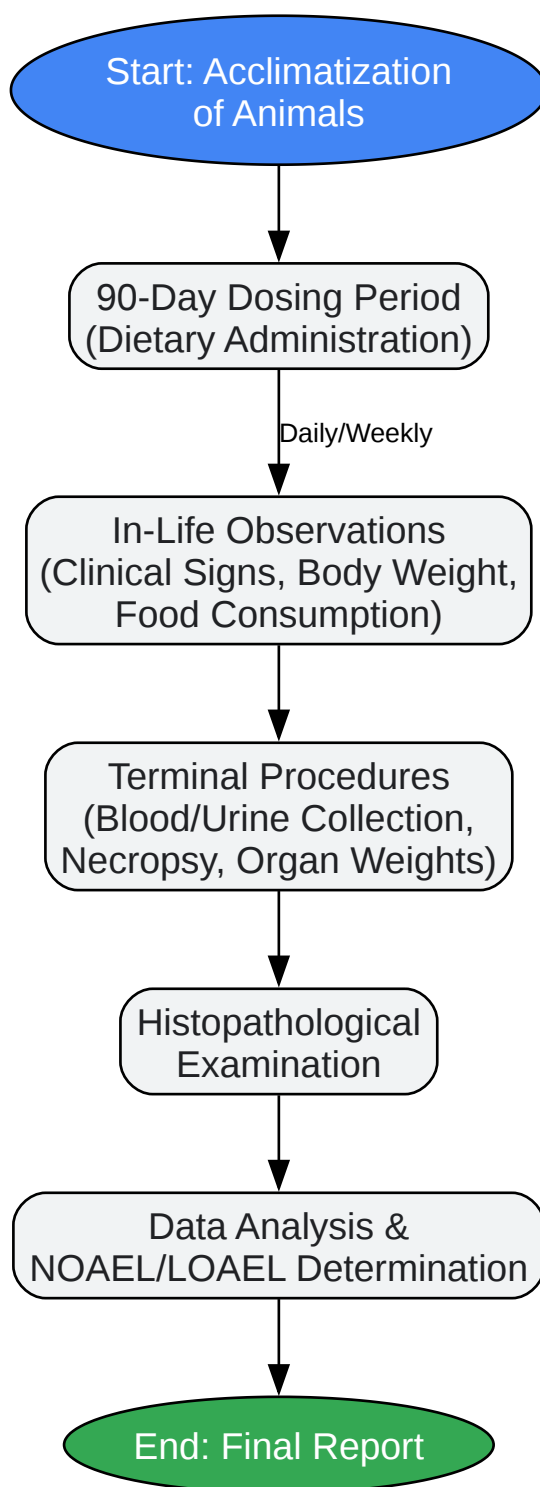 Start: Acclimatization
of Animals
90-Day Dosing Period
(Dietary Administration)
Daily/Weekly
In-Life Observations
(Clinical Signs, Body Weight,
Food Consumption)
Terminal Procedures
(Blood/Urine Collection,
Necropsy, Organ Weights)
Histopathological
Examination
Data Analysis &
NOAEL/LOAEL Determination
End: Final Report